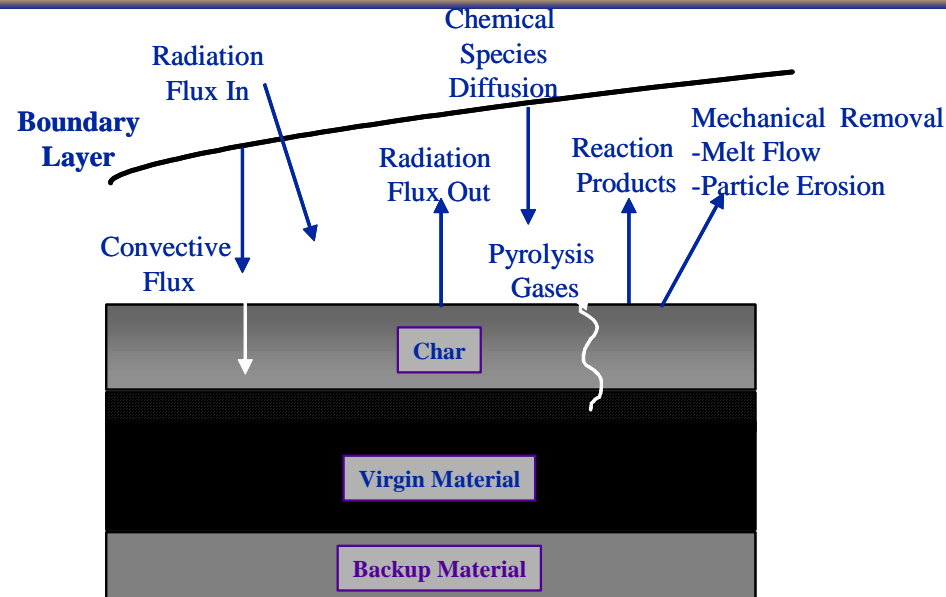 Chemical
Species
Diffusion
Radiation
Flux In
Boundary
Layer
Mechanical Removal
-Melt Flow
-Particle Erosion
Radiation
Flux Out
Reaction
Products
Convective
Flux
Pyrolysis
Gases
Char
Virgin Material
Backup Material